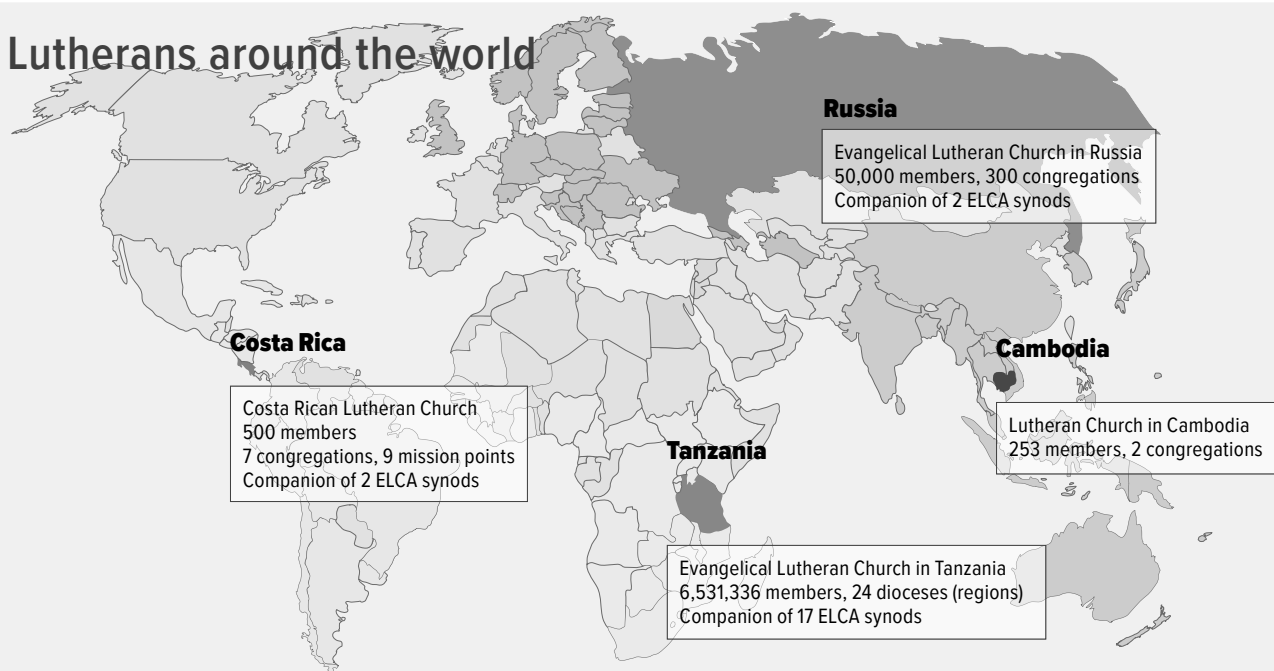 Lutherans around the world
Russia
Evangelical Lutheran Church in Russia
50,000 members, 300 congregations
Companion of 2 ELCA synods
Costa Rica
Costa Rican Lutheran Church
500 members
7 congregations, 9 mission points
Companion of 2 ELCA synods
Cambodia
Lutheran Church in Cambodia
253 members, 2 congregations
Tanzania
Evangelical Lutheran Church in Tanzania
6,531,336 members, 24 dioceses (regions)
Companion of 17 ELCA synods